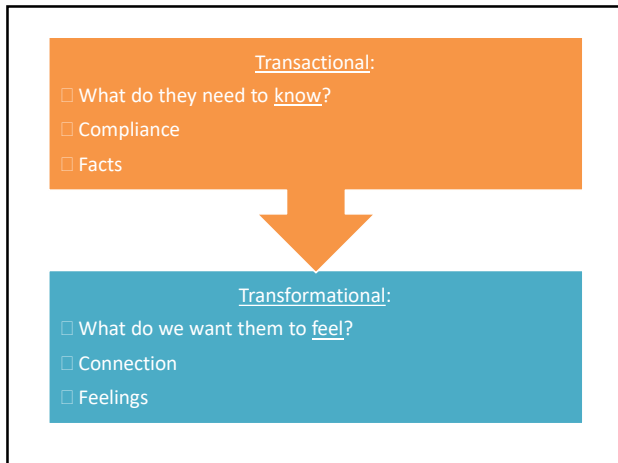 Transactional:
□ What do they need to know?
□ Compliance
□ Facts
Transformational:
□ What do we want them to feel?
□ Connection
□ Feelings